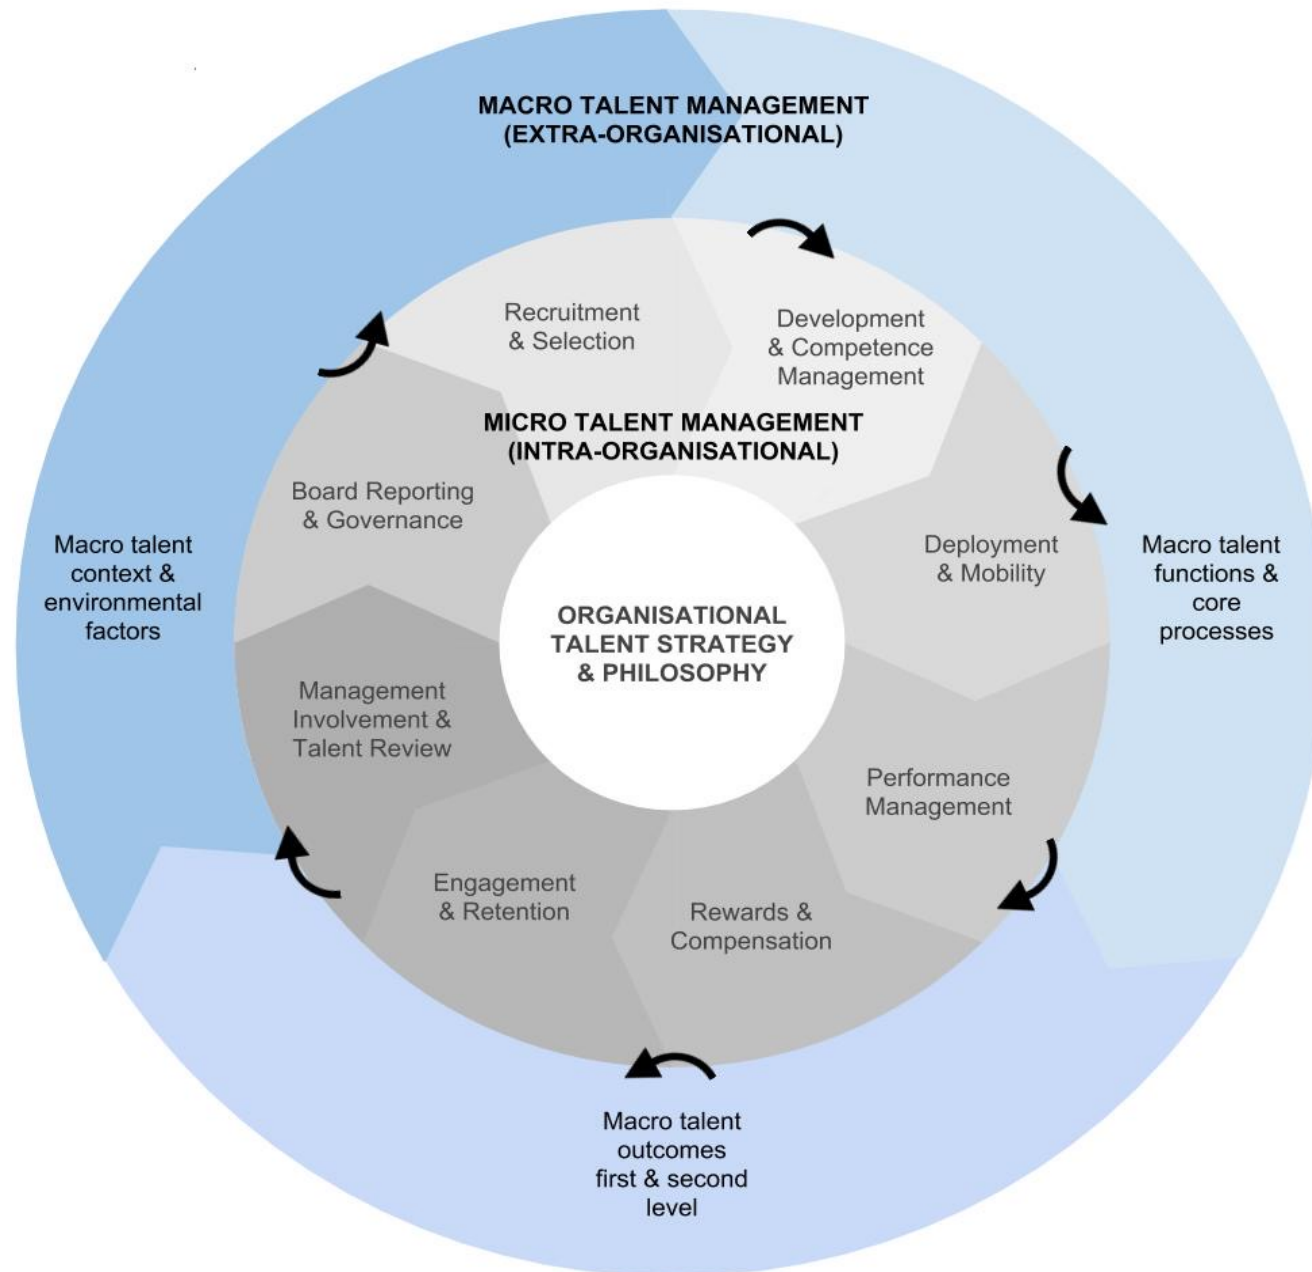 MACRO TALENT MANAGEMENT
(EXTRA-ORGANISATIONAL)
Recruitment
& Selection
Development
& Competence
Management
MICRO TALENT MANAGEMENT
(INTRA-ORGANISATIONAL)
Board Reporting
& Governance
Deployment
& Mobility
Macro talent
context &
environmental
factors
Macro talent
functions &
core
processes
ORGANISATIONAL
TALENT STRATEGY
& PHILOSOPHY
Management
Involvement &
Talent Review
Performance
Management
Engagement
& Retention
Rewards &
Compensation
Macro talent
outcomes
first & second
level